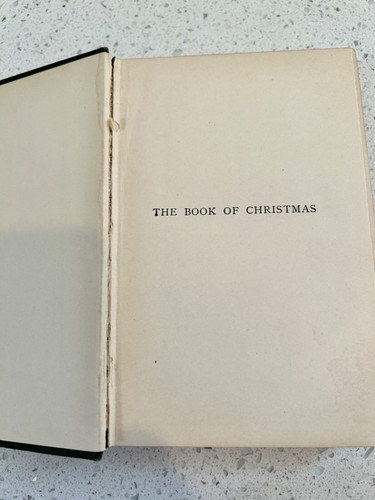 THE BOOK OF CHRISTMAS